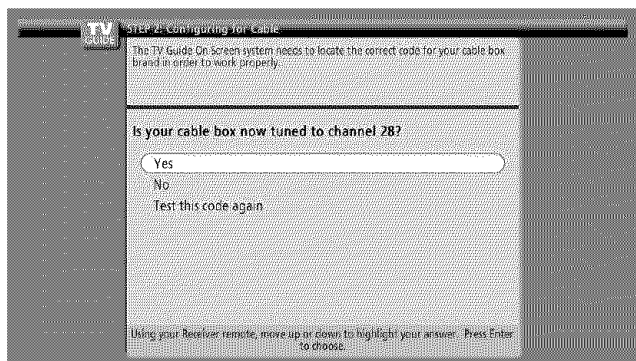 TV
GUIDE
STEP 2: Configuring for Cable
The TV Guide On Screen system needs to locate the correct code for your cable box
brand in order to work properly.
Is your cable box now tuned to channel 28?
Yes
No
Test this code again
Using your Receiver remote, move up or down to highlight your answer. Press Enter
to choose.